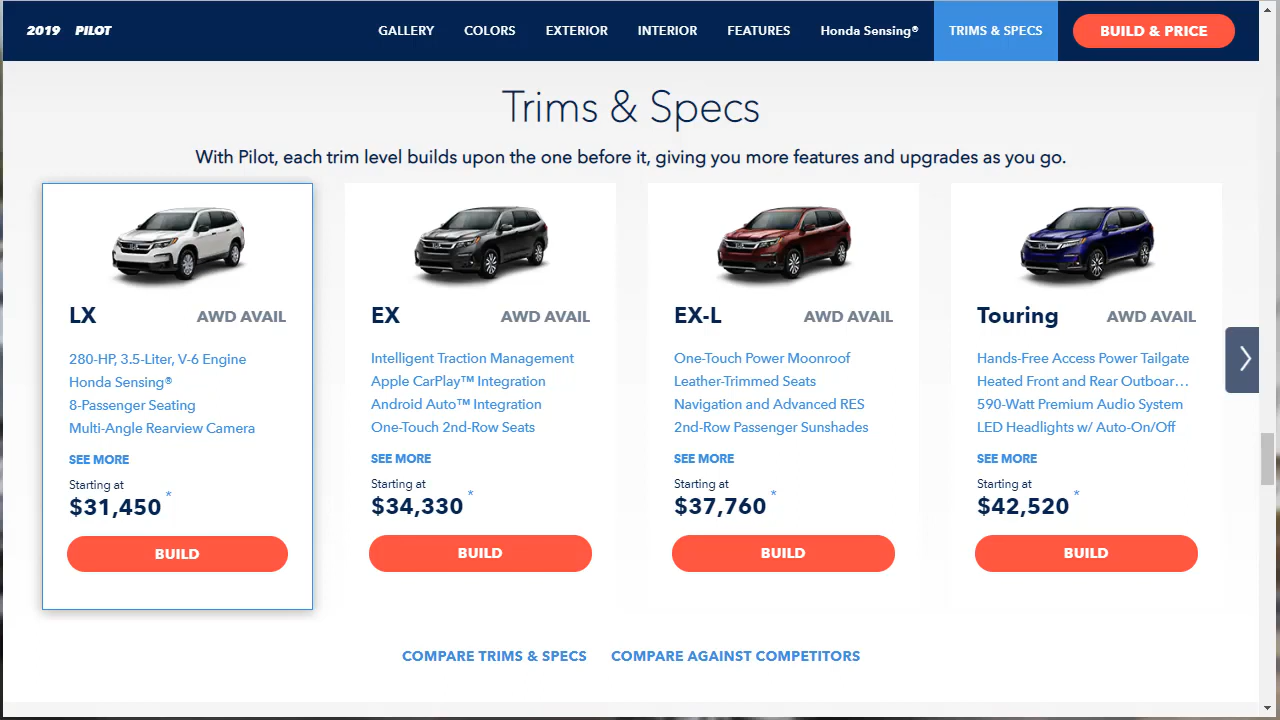 2019 PILOT
GALLERY
COLORS
EXTERIOR
INTERIOR
FEATURES
Honda Sensing®
TRIMS & SPECS
BUILD & PRICE
Trims & Specs
With Pilot, each trim level builds upon the one before it, giving you more features and upgrades as you go.
LX
AWD AVAIL
280-HP, 3.5-Liter, V-6 Engine
Honda Sensing®
8-Passenger Seating
Multi-Angle Rearview Camera
SEE MORE
Starting at
$31,450 *
BUILD
EX
AWD AVAIL
Intelligent Traction Management
Apple CarPlay™ Integration
Android Auto™ Integration
One-Touch 2nd-Row Seats
SEE MORE
Starting at
$34,330 *
BUILD
EX-L
AWD AVAIL
One-Touch Power Moonroof
Leather-Trimmed Seats
Navigation and Advanced RES
2nd-Row Passenger Sunshades
SEE MORE
Starting at
$37,760 *
BUILD
Touring
AWD AVAIL
Hands-Free Access Power Tailgate
Heated Front and Rear Outboar…
590-Watt Premium Audio System
LED Headlights w/ Auto-On/Off
SEE MORE
Starting at
$42,520 *
BUILD
COMPARE TRIMS & SPECS
COMPARE AGAINST COMPETITORS